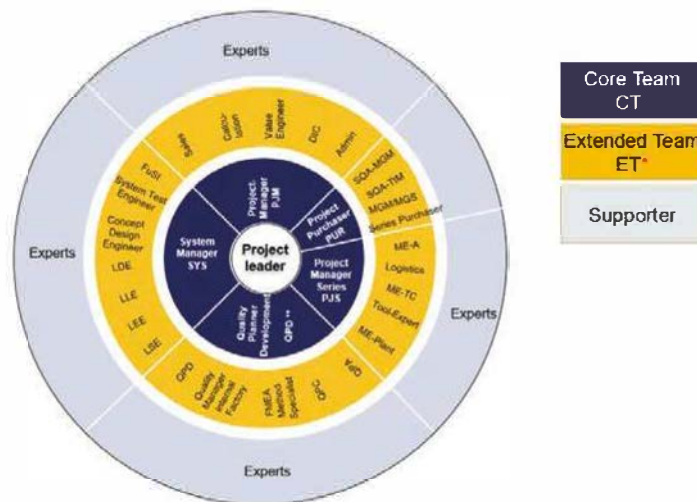 Experts
Experts
Experts
Experts
Sales
Calcu-
lation
Value
Engineer
DIC
Admin
SQA-MGM
SQA-TIM
MGM/MGS
Series Purchaser
ME-A
Logistics
ME-TC
Tool-Expert
ME-Plant
QPA
QPC
FMEA
Method
Specialist
Quality
Manager
Internal
Factory
QPD
LSE
LEE
LLE
LDE
Concept
Design
Engineer
System Test
Engineer
FuSI
Project
Manager
PJM
Project
Purchaser
PUR
Project
Manager
Series
PJS
Quality
Planner
Development
QPD **
System
Manager
SYS
Project
leader
Core Team
CT
Extended Team
ET*
Supporter